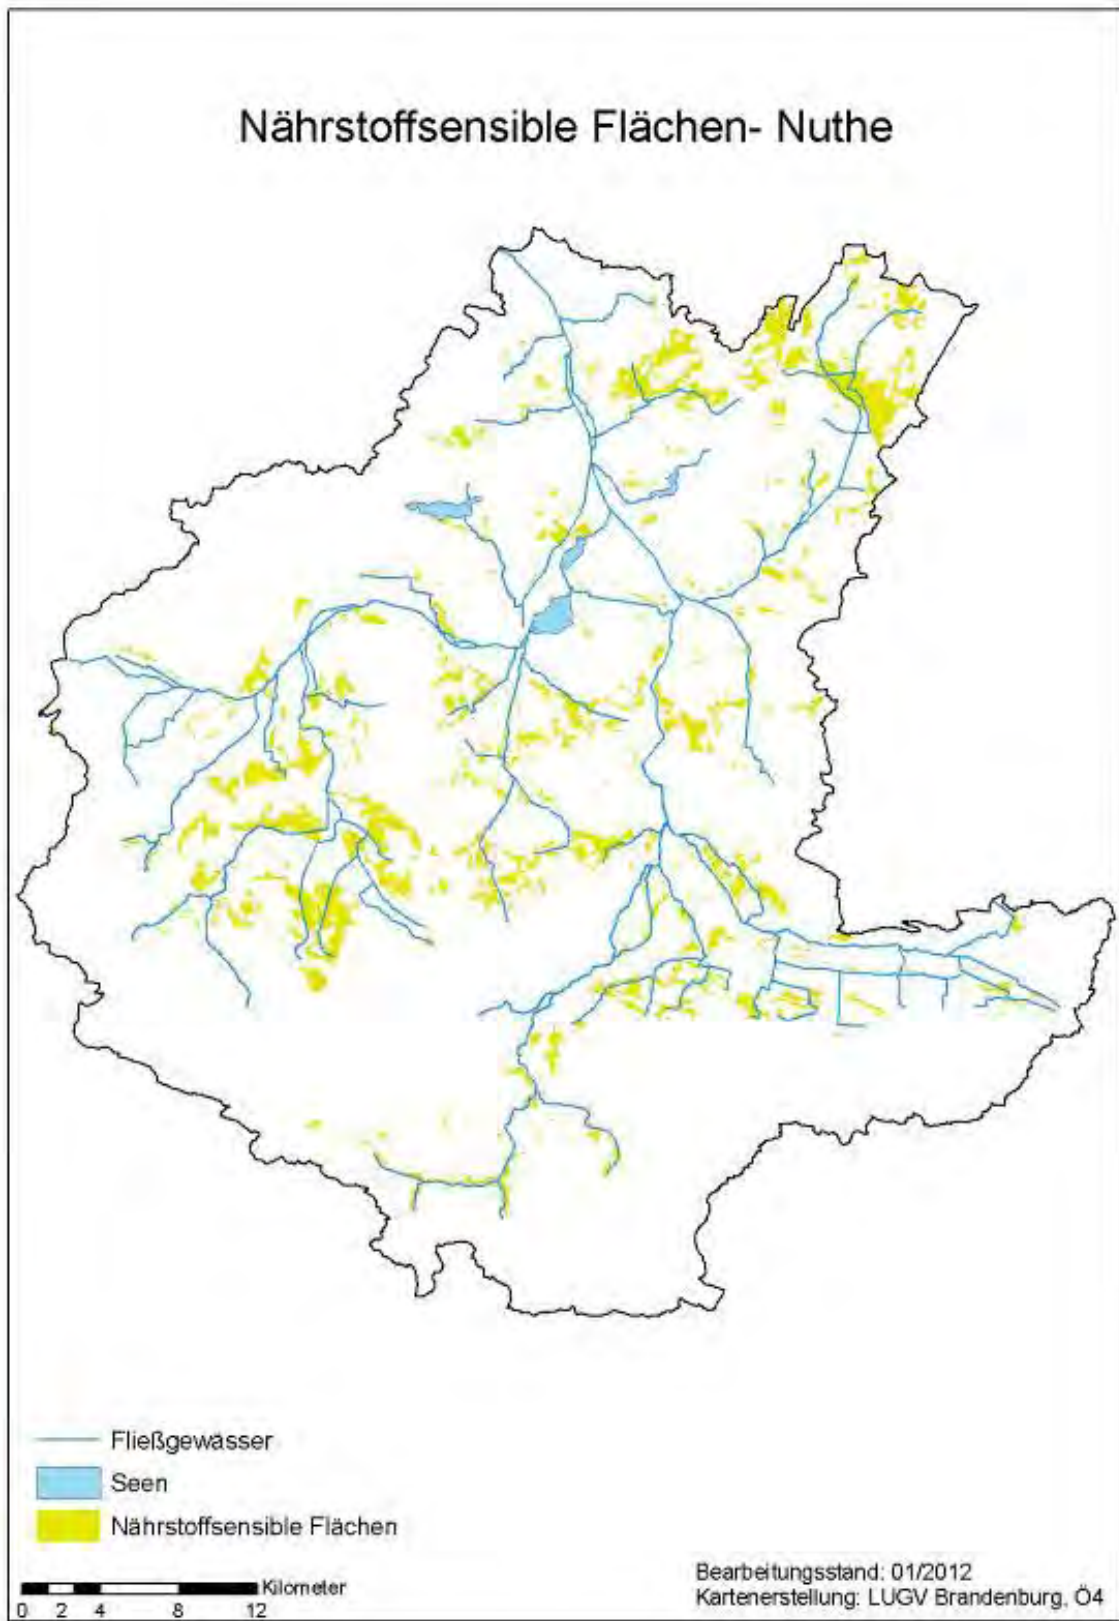 Nährstoffsensible Flächen- Nuthe
Fließgewässer
Seen
Nährstoffsensible Flächen
Kilometer
0 2 4 8 12
Bearbeitungsstand: 01/2012
Kartenerstellung: LUGV Brandenburg, Ö4